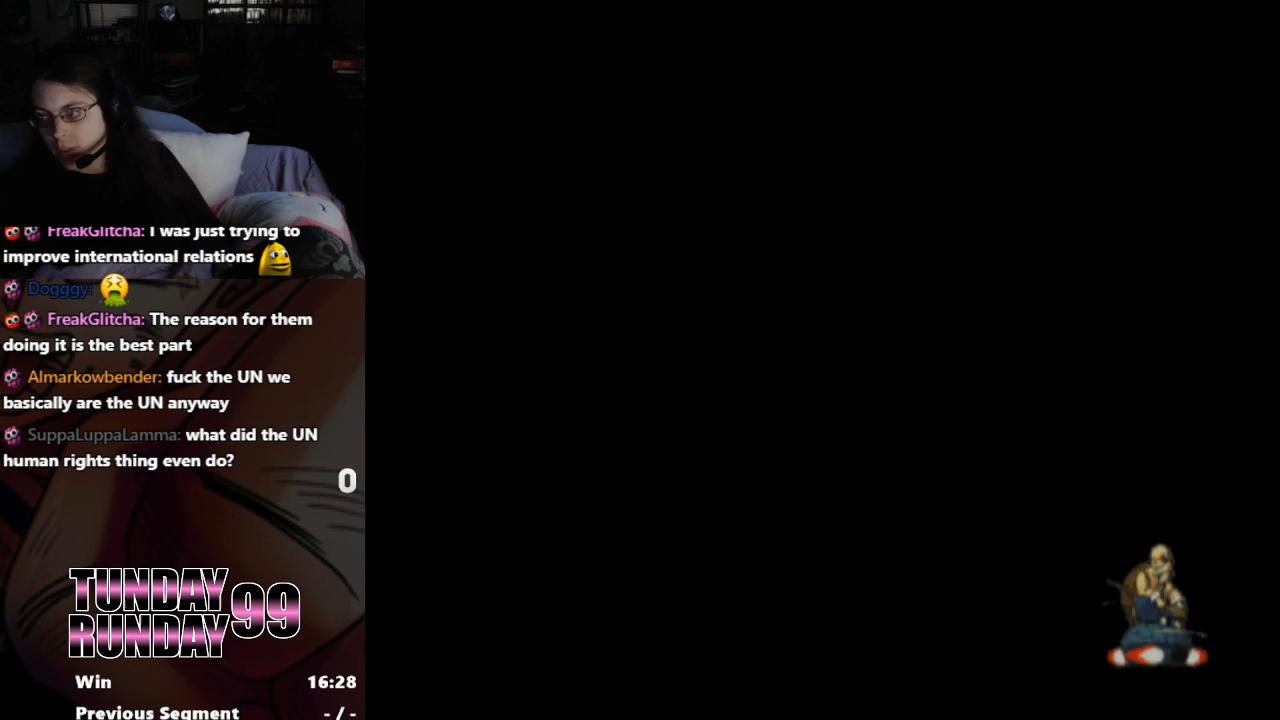 FreakGlitcha: I was just trying to
improve international relations
Dogggy:
FreakGlitcha: The reason for them
doing it is the best part
Almarkowbender: fuck the UN we
basically are the UN anyway
SuppaLuppaLamma: what did the UN
human rights thing even do?
0
TUNDAY
RUNDAY 99
Win 16:28
Previous Segment - / -